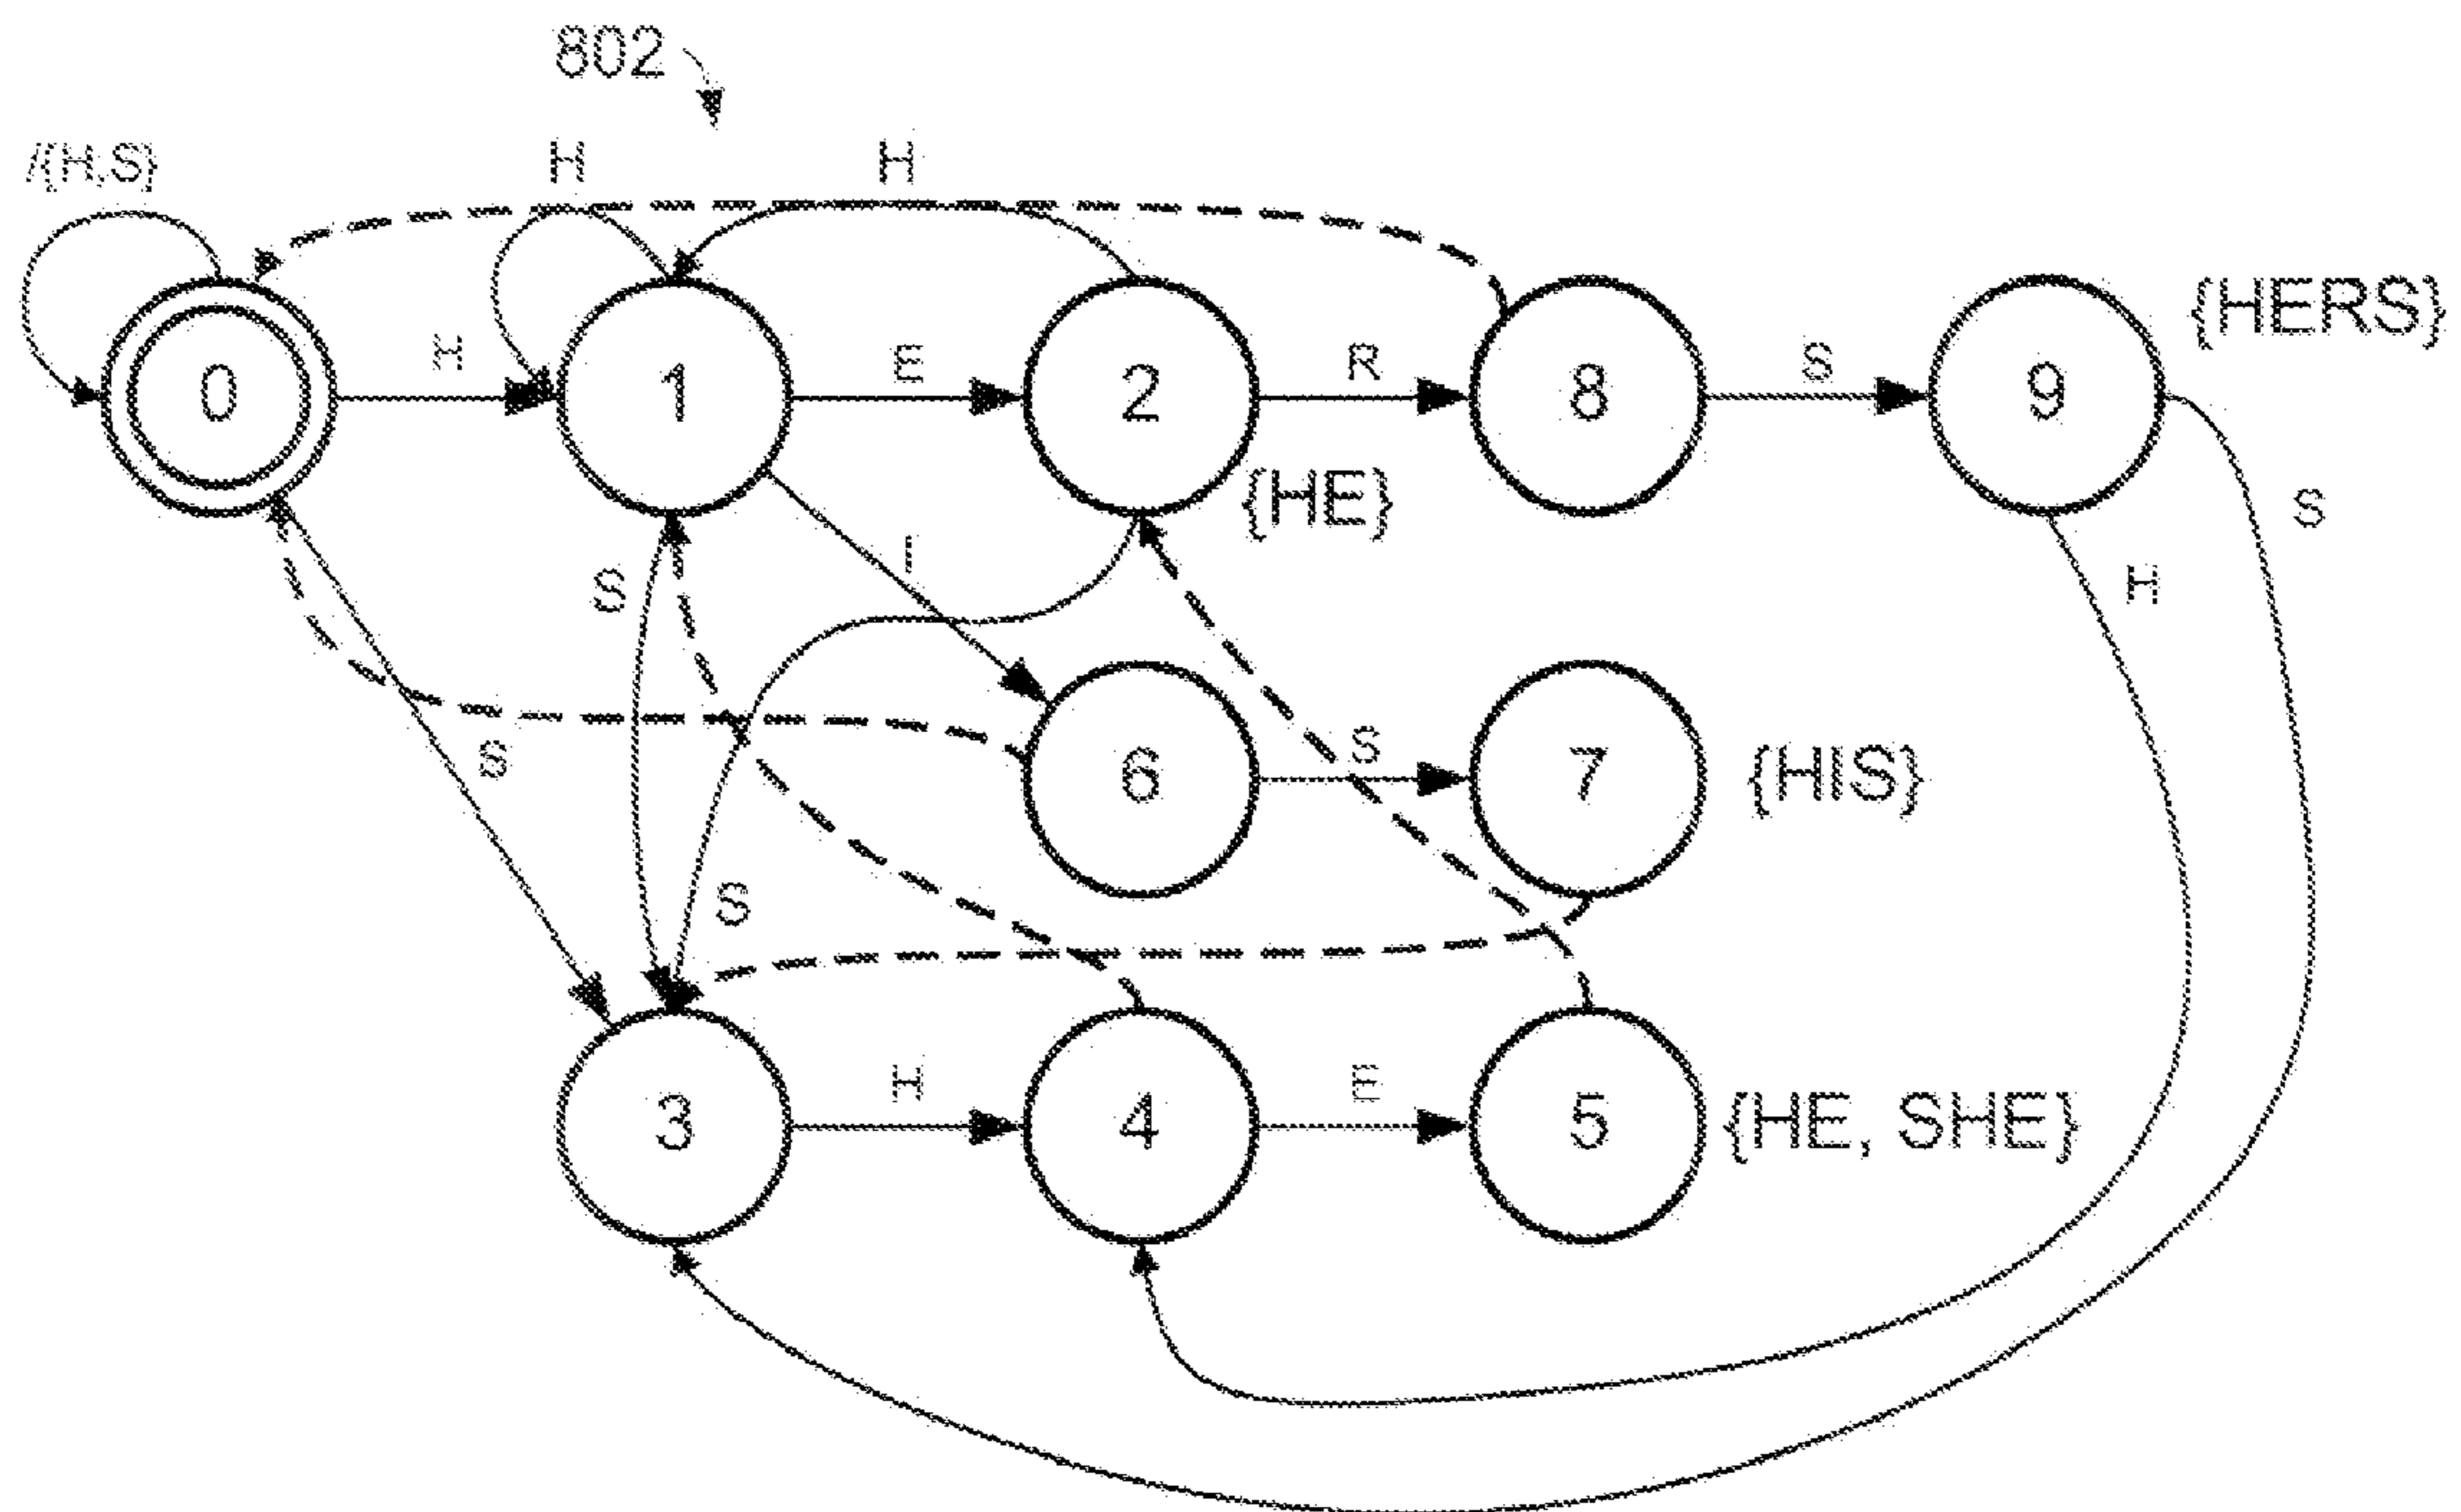 802
/{H,S} H H
{HERS}
0 H 1 E 2 R 8 S 9
{HE} S
S I H
S 6 S 7 {HIS}
S
3 H 4 E 5 {HE, SHE}